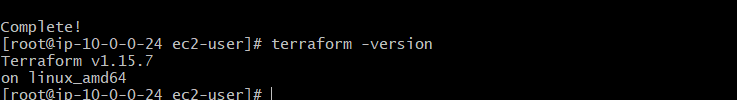 Complete!
[root@ip-10-0-0-24 ec2-user]# terraform -version
Terraform v1.15.7
on linux_amd64
[root@ip-10-0-0-24 ec2-user]#